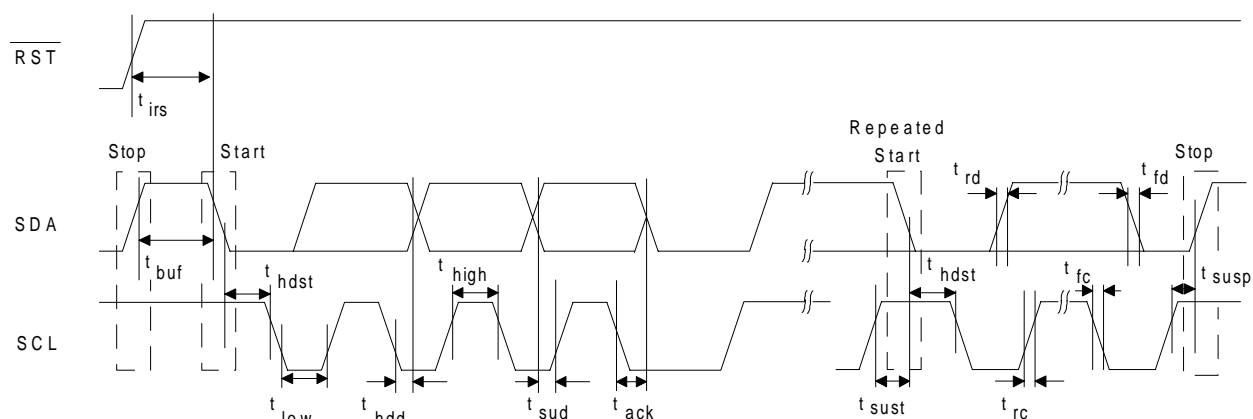 RST
t irs
Repeated
Stop
Start
Start
Stop
t rd
t fd
SDA
t buf
t hdst
t high
t hdst
t fc
t susp
SCL
t low
t hdd
t sud
t ack
t sust
t rc